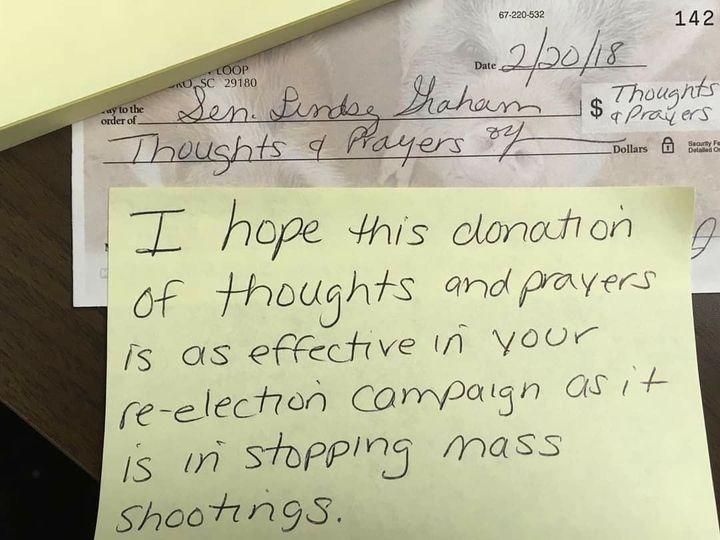 67-220-532
142
LOOP
SC 29180
Date 2/20/18
Pay to the
order of Sen. Lindsey Graham $ Thoughts
& Prayers
Thoughts & Prayers Dollars
I hope this donation
of thoughts and prayers
is as effective in your
re-election campaign as it
is in stopping mass
shootings.